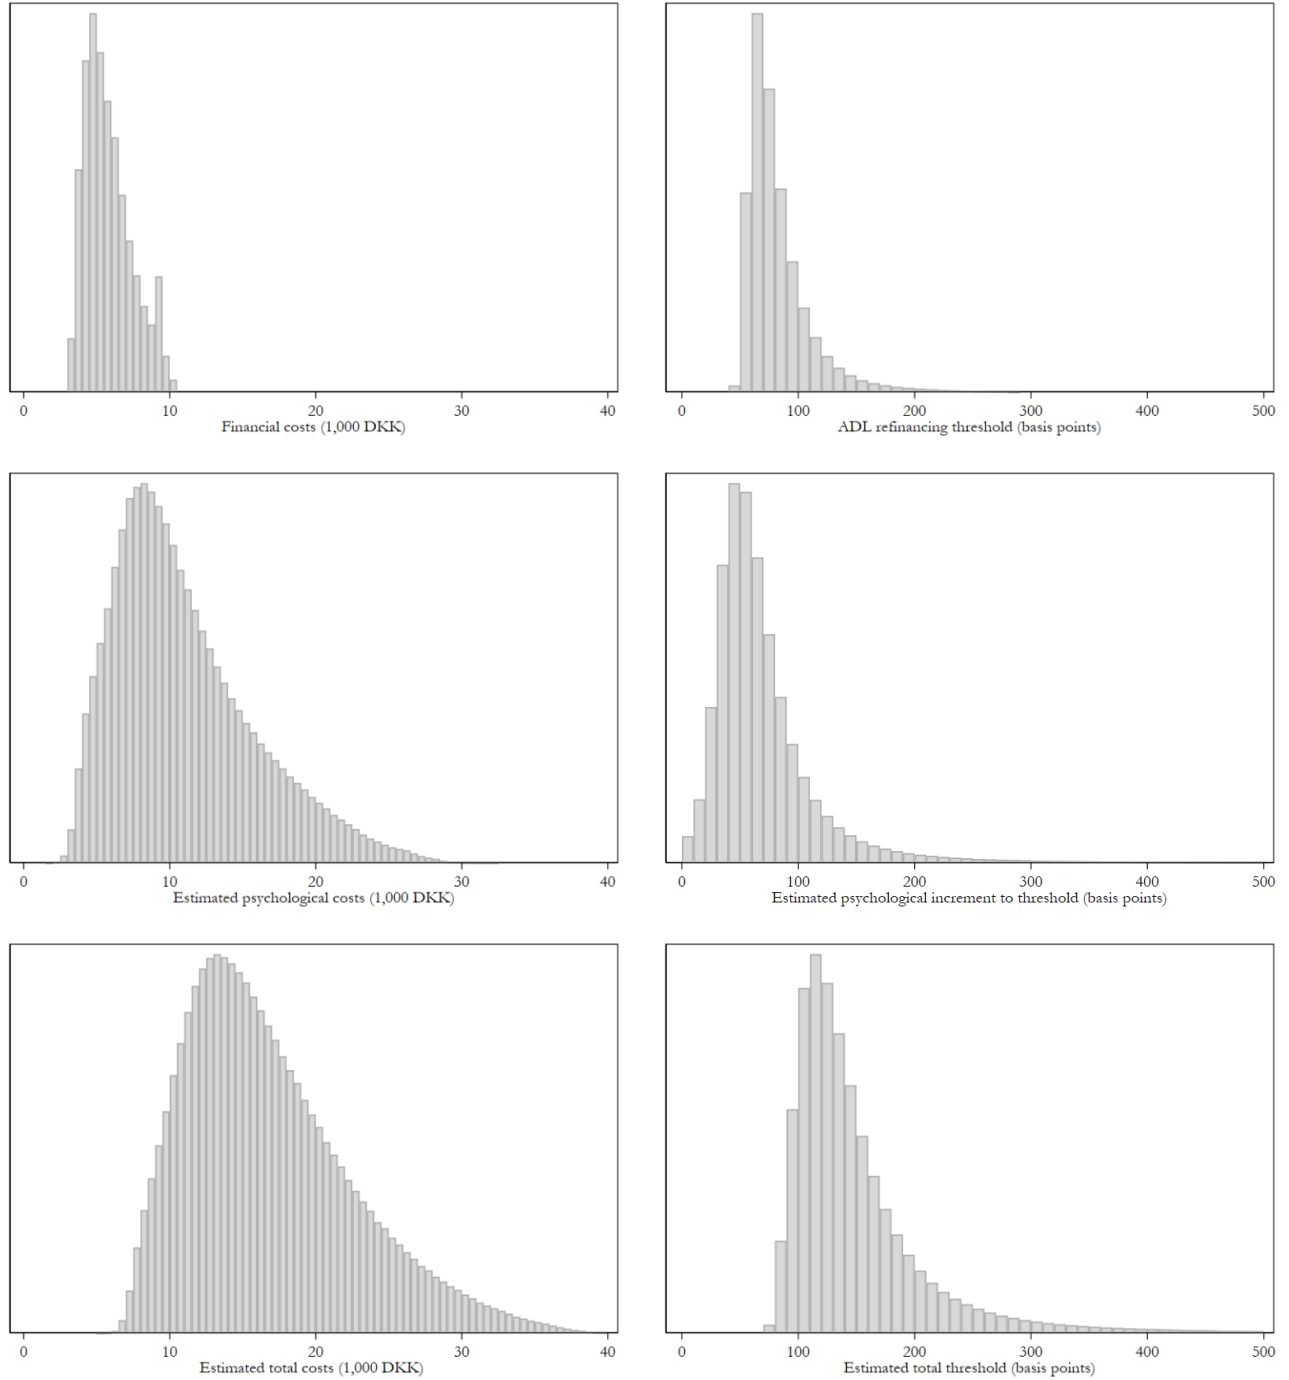 0 10 20 30 40
Financial costs (1,000 DKK)
0 100 200 300 400 500
ADL refinancing threshold (basis points)
0 10 20 30 40
Estimated psychological costs (1,000 DKK)
0 100 200 300 400 500
Estimated psychological increment to threshold (basis points)
0 10 20 30 40
Estimated total costs (1,000 DKK)
0 100 200 300 400 500
Estimated total threshold (basis points)